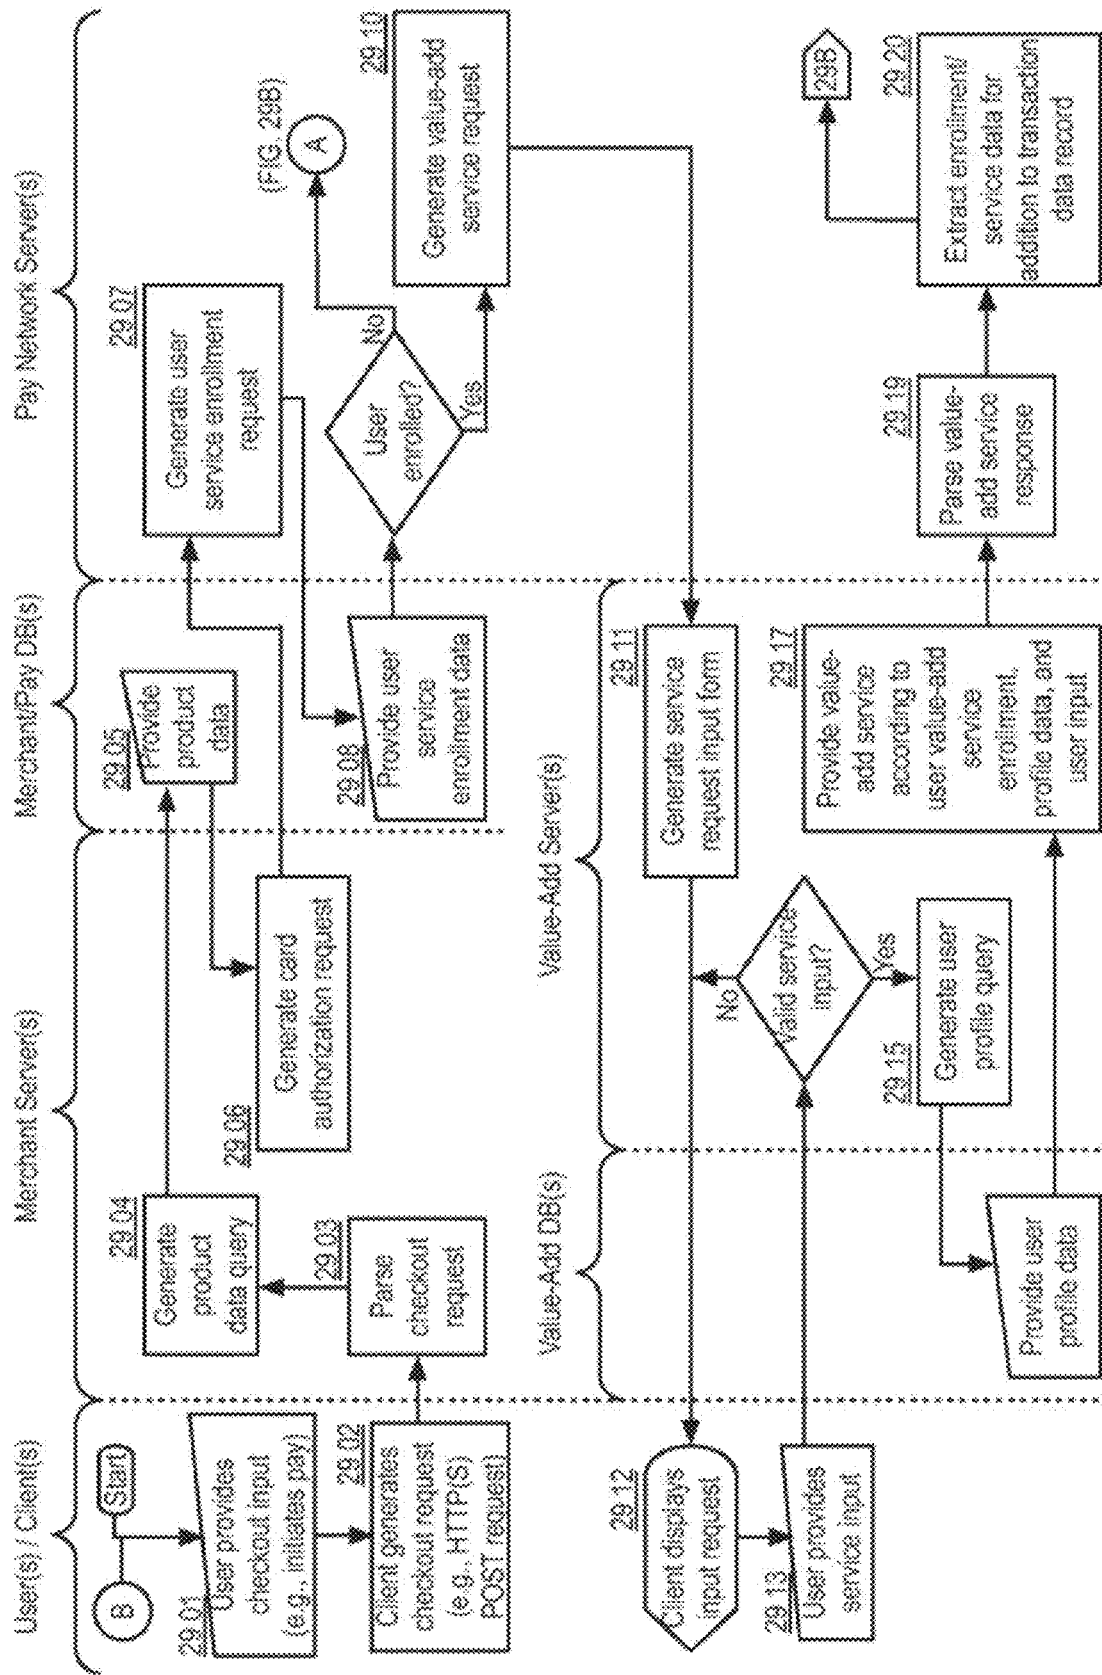 User(s) / Client(s)
Merchant Server(s)
Merchant/Pay DB(s)
Pay Network Server(s)
B
Start
29 01
User provides
checkout input
(e.g., initiates pay)
29 02
Client generates
checkout request
(e.g., HTTP(S)
POST request)
29 03
Parse
checkout
request
29 04
Generate
product
data query
29 05
Provide
product
data
29 06
Generate card
authorization request
29 07
Generate user
service enrollment
request
29 08
Provide user
service
enrollment data
User
enrolled?
No
Yes
(FIG. 29B)
A
29 10
Generate value-add
service request
Value-Add DB(s)
Value-Add Server(s)
29 11
Generate service
request input form
29 12
Client displays
input request
29 13
User provides
service input
Valid service
input?
No
Yes
29 15
Generate user
profile query
Provide user
profile data
29 17
Provide value-
add service
according to
user value-add
service
enrollment,
profile data, and
user input
29 19
Parse value-
add service
response
29 20
Extract enrollment/
service data for
addition to transaction
data record
29B